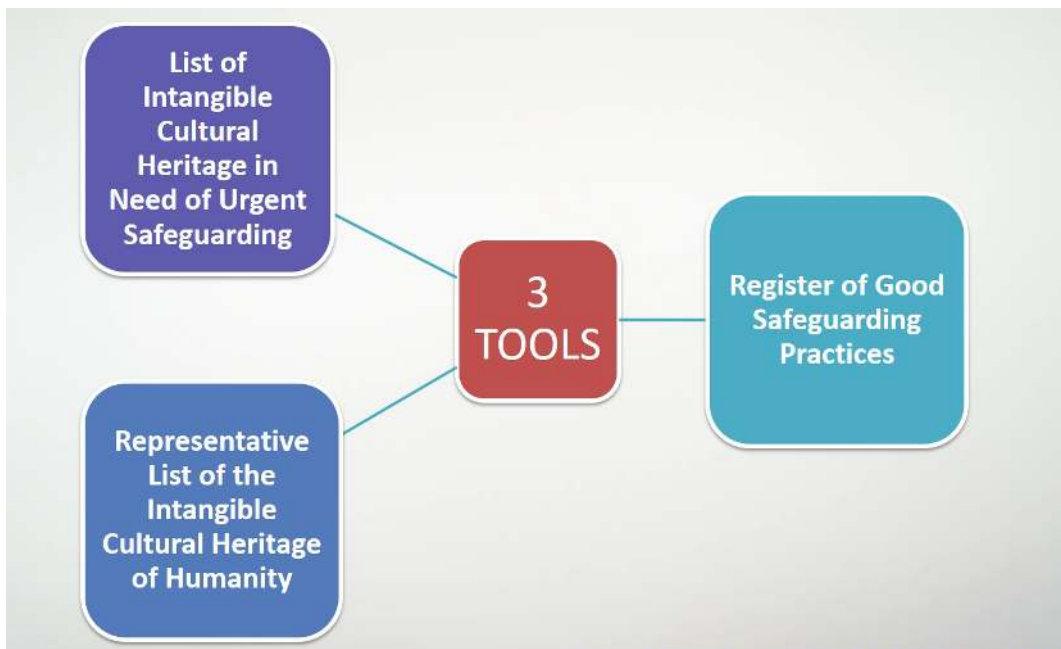 List of
Intangible
Cultural
Heritage in
Need of Urgent
Safeguarding
3
TOOLS
Register of Good
Safeguarding
Practices
Representative
List of the
Intangible
Cultural Heritage
of Humanity